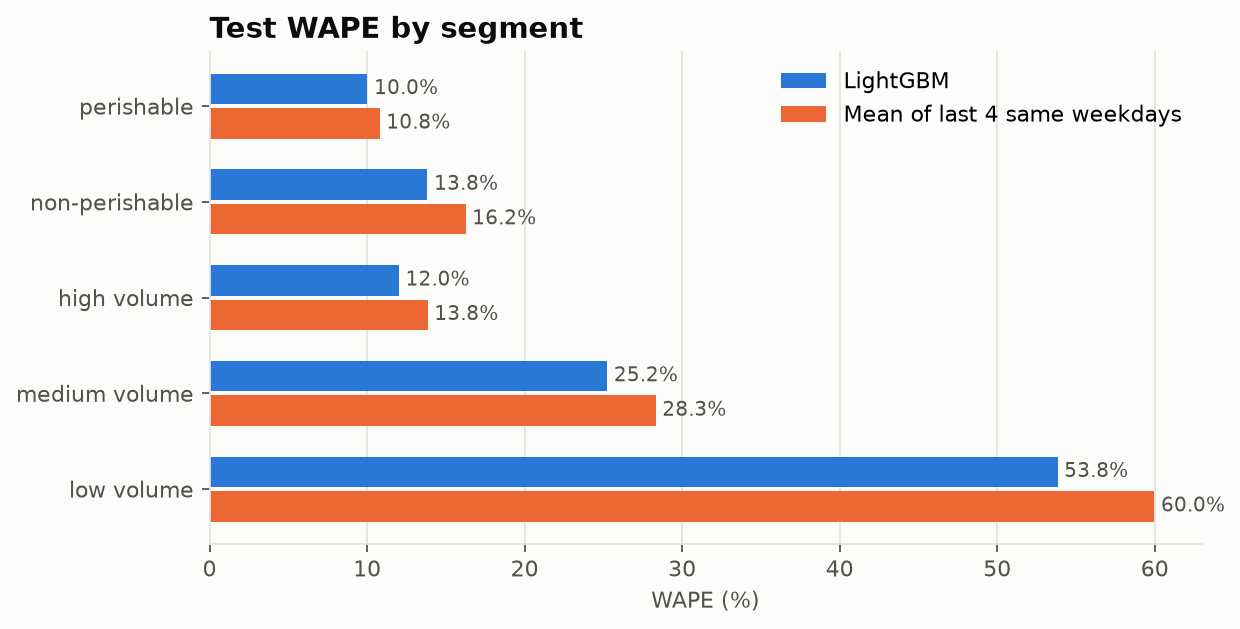 Test WAPE by segment
LightGBM
Mean of last 4 same weekdays
perishable
10.0%
10.8%
non-perishable
13.8%
16.2%
high volume
12.0%
13.8%
medium volume
25.2%
28.3%
low volume
53.8%
60.0%
0 10 20 30 40 50 60
WAPE (%)